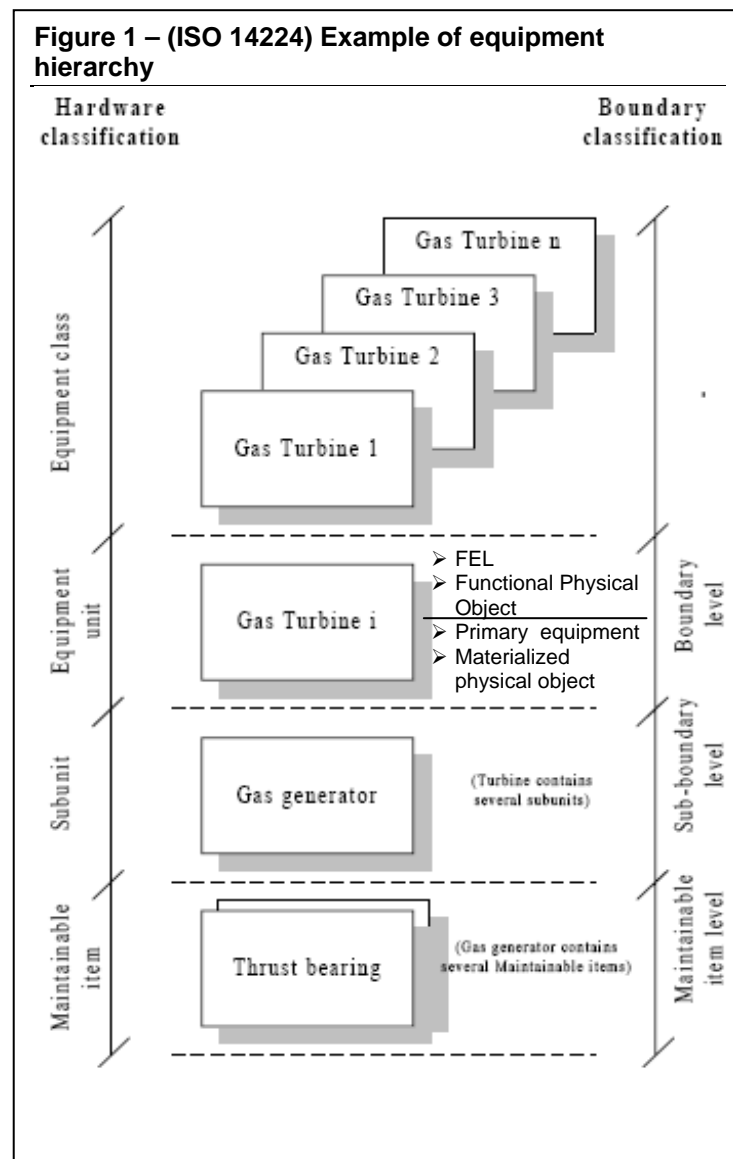 Figure 1 – (ISO 14224) Example of equipment
hierarchy
Hardware
classification
Boundary
classification
Equipment class
Gas Turbine n
Gas Turbine 3
Gas Turbine 2
Gas Turbine 1
Equipment
unit
Gas Turbine i
➢ FEL
➢ Functional Physical
Object
➢ Primary equipment
➢ Materialized
physical object
Boundary
level
Subunit
Gas generator
(Turbine contains
several subunits)
Sub-boundary
level
Maintainable
item
Thrust bearing
(Gas generator contains
several Maintainable items)
Maintainable
item level